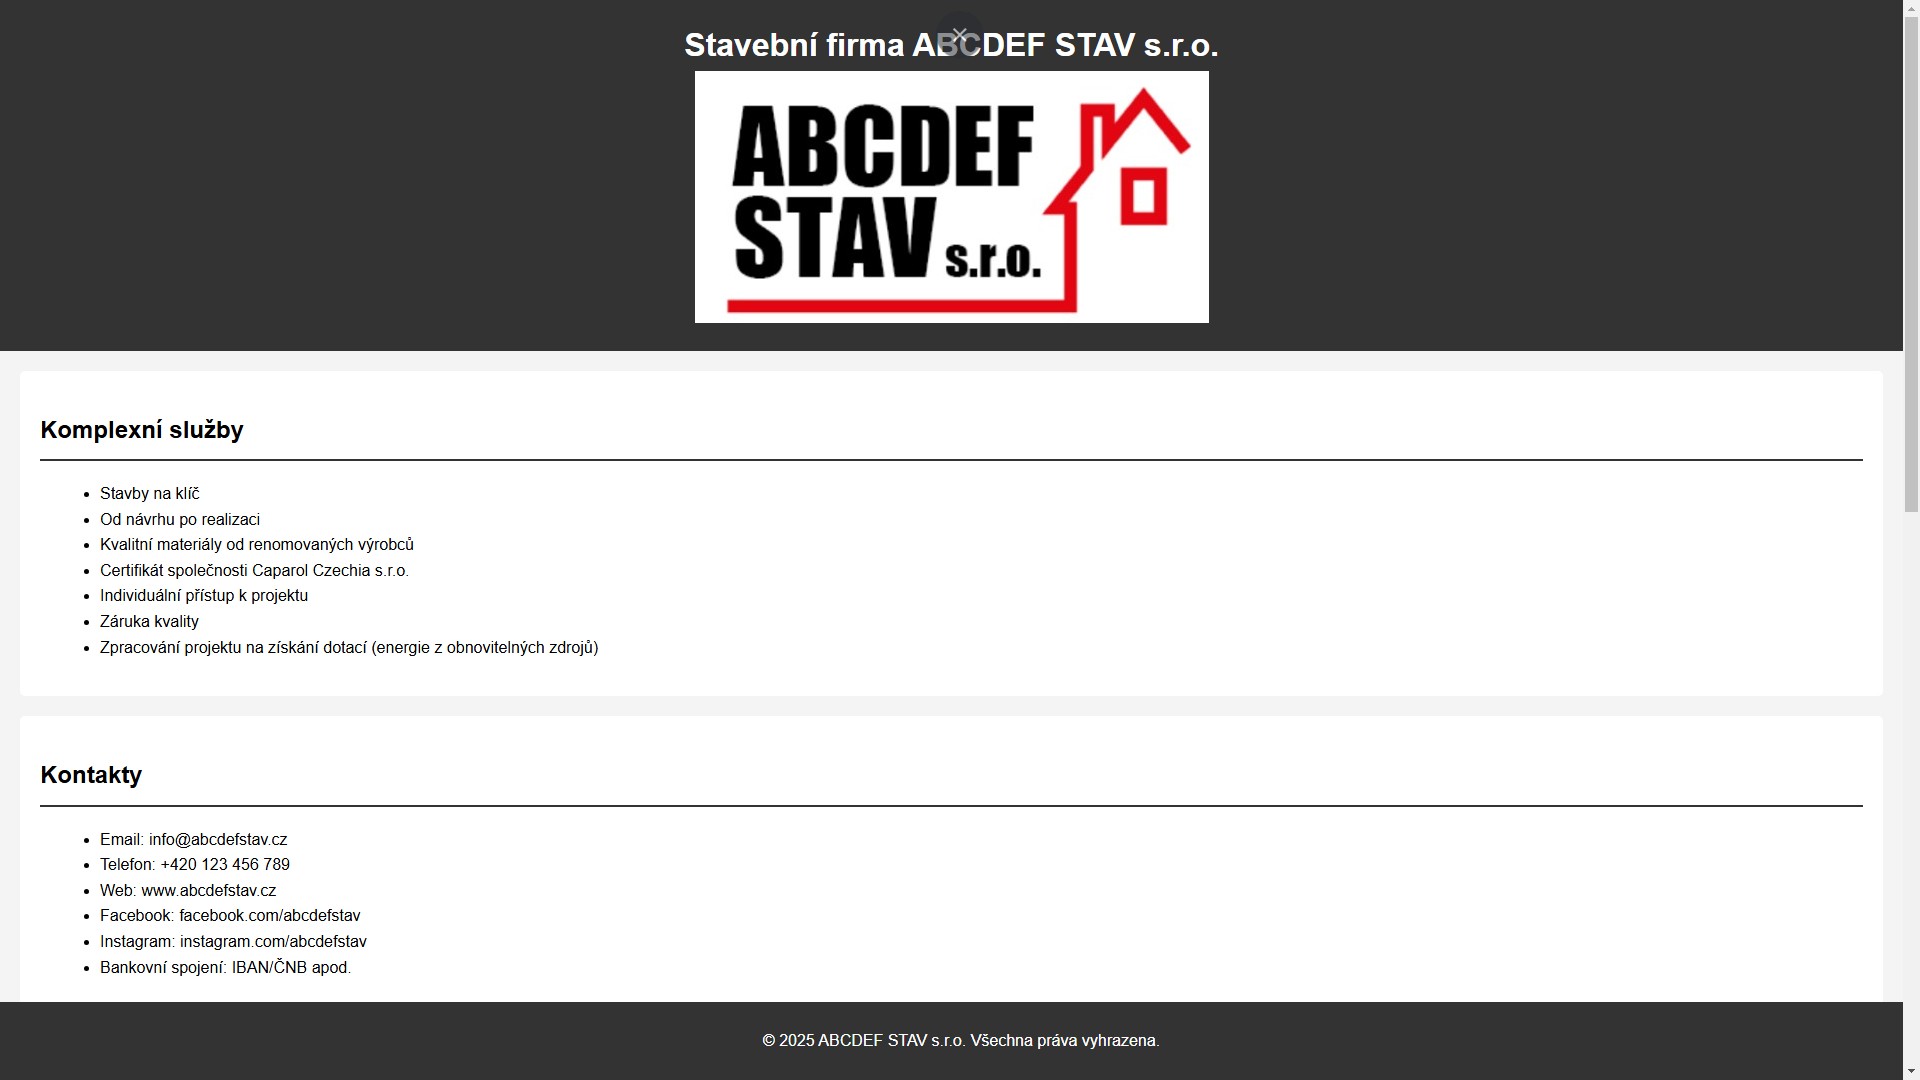 Stavební firma ABCDEF STAV s.r.o.
ABCDEF
STAV s.r.o.
Komplexní služby
Stavby na klíč
Od návrhu po realizaci
Kvalitní materiály od renomovaných výrobců
Certifikát společnosti Caparol Czechia s.r.o.
Individuální přístup k projektu
Záruka kvality
Zpracování projektu na získání dotací (energie z obnovitelných zdrojů)
Kontakty
Email: info@abcdefstav.cz
Telefon: +420 123 456 789
Web: www.abcdefstav.cz
Facebook: facebook.com/abcdefstav
Instagram: instagram.com/abcdefstav
Bankovní spojení: IBAN/ČNB apod.
© 2025 ABCDEF STAV s.r.o. Všechna práva vyhrazena.